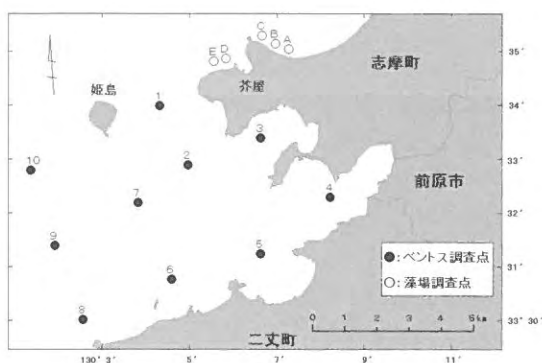 C
B
A
D
E
35
志摩町
芥屋
姫島
1
34
3
2
33
10
4
前原市
7
32
9
5
●:ベントス調査点
6
31
○:藻場調査点
8
0 1 2 3 4 5 km
33°30'
二丈町
130°3' 5 7 9 11